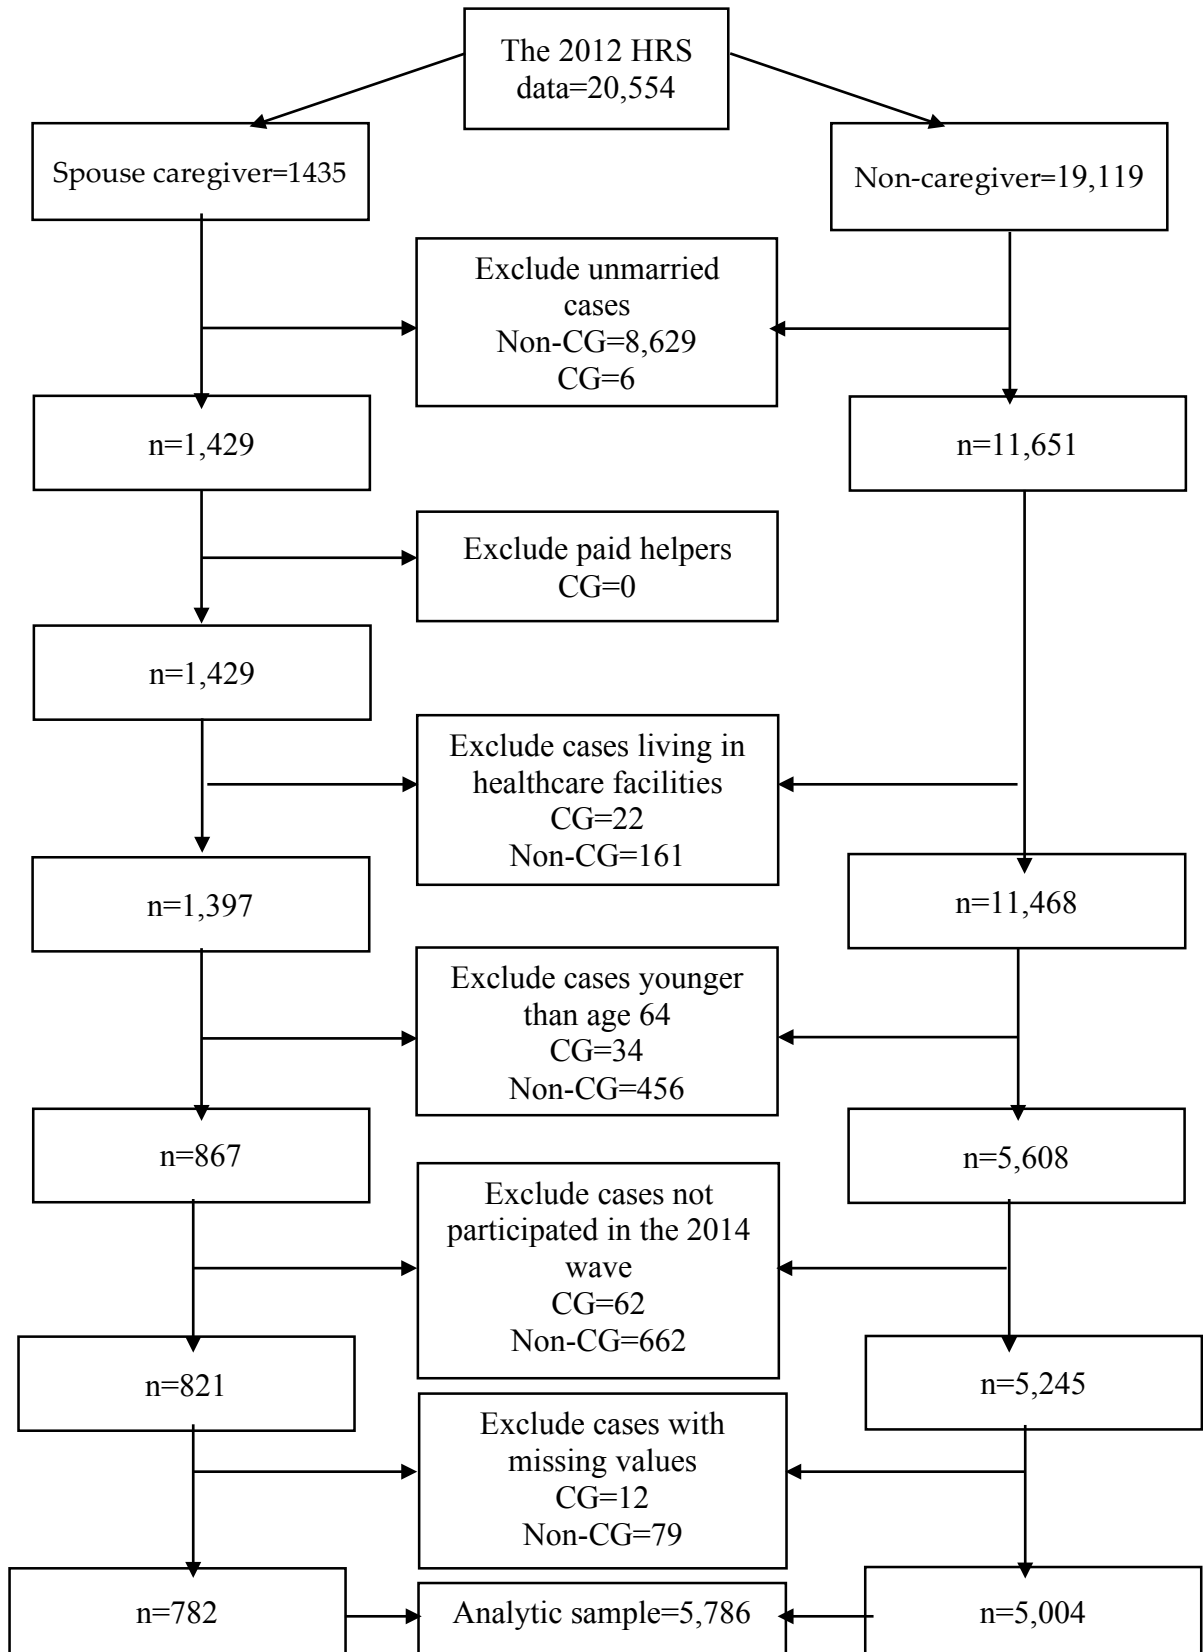 The 2012 HRS
data=20,554
Spouse caregiver=1435
Non-caregiver=19,119
Exclude unmarried
cases
Non-CG=8,629
CG=6
n=1,429
n=11,651
Exclude paid helpers
CG=0
n=1,429
Exclude cases living in
healthcare facilities
CG=22
Non-CG=161
n=1,397
n=11,468
Exclude cases younger
than age 64
CG=34
Non-CG=456
n=867
n=5,608
Exclude cases not
participated in the 2014
wave
CG=62
Non-CG=662
n=821
n=5,245
Exclude cases with
missing values
CG=12
Non-CG=79
n=782
Analytic sample=5,786
n=5,004